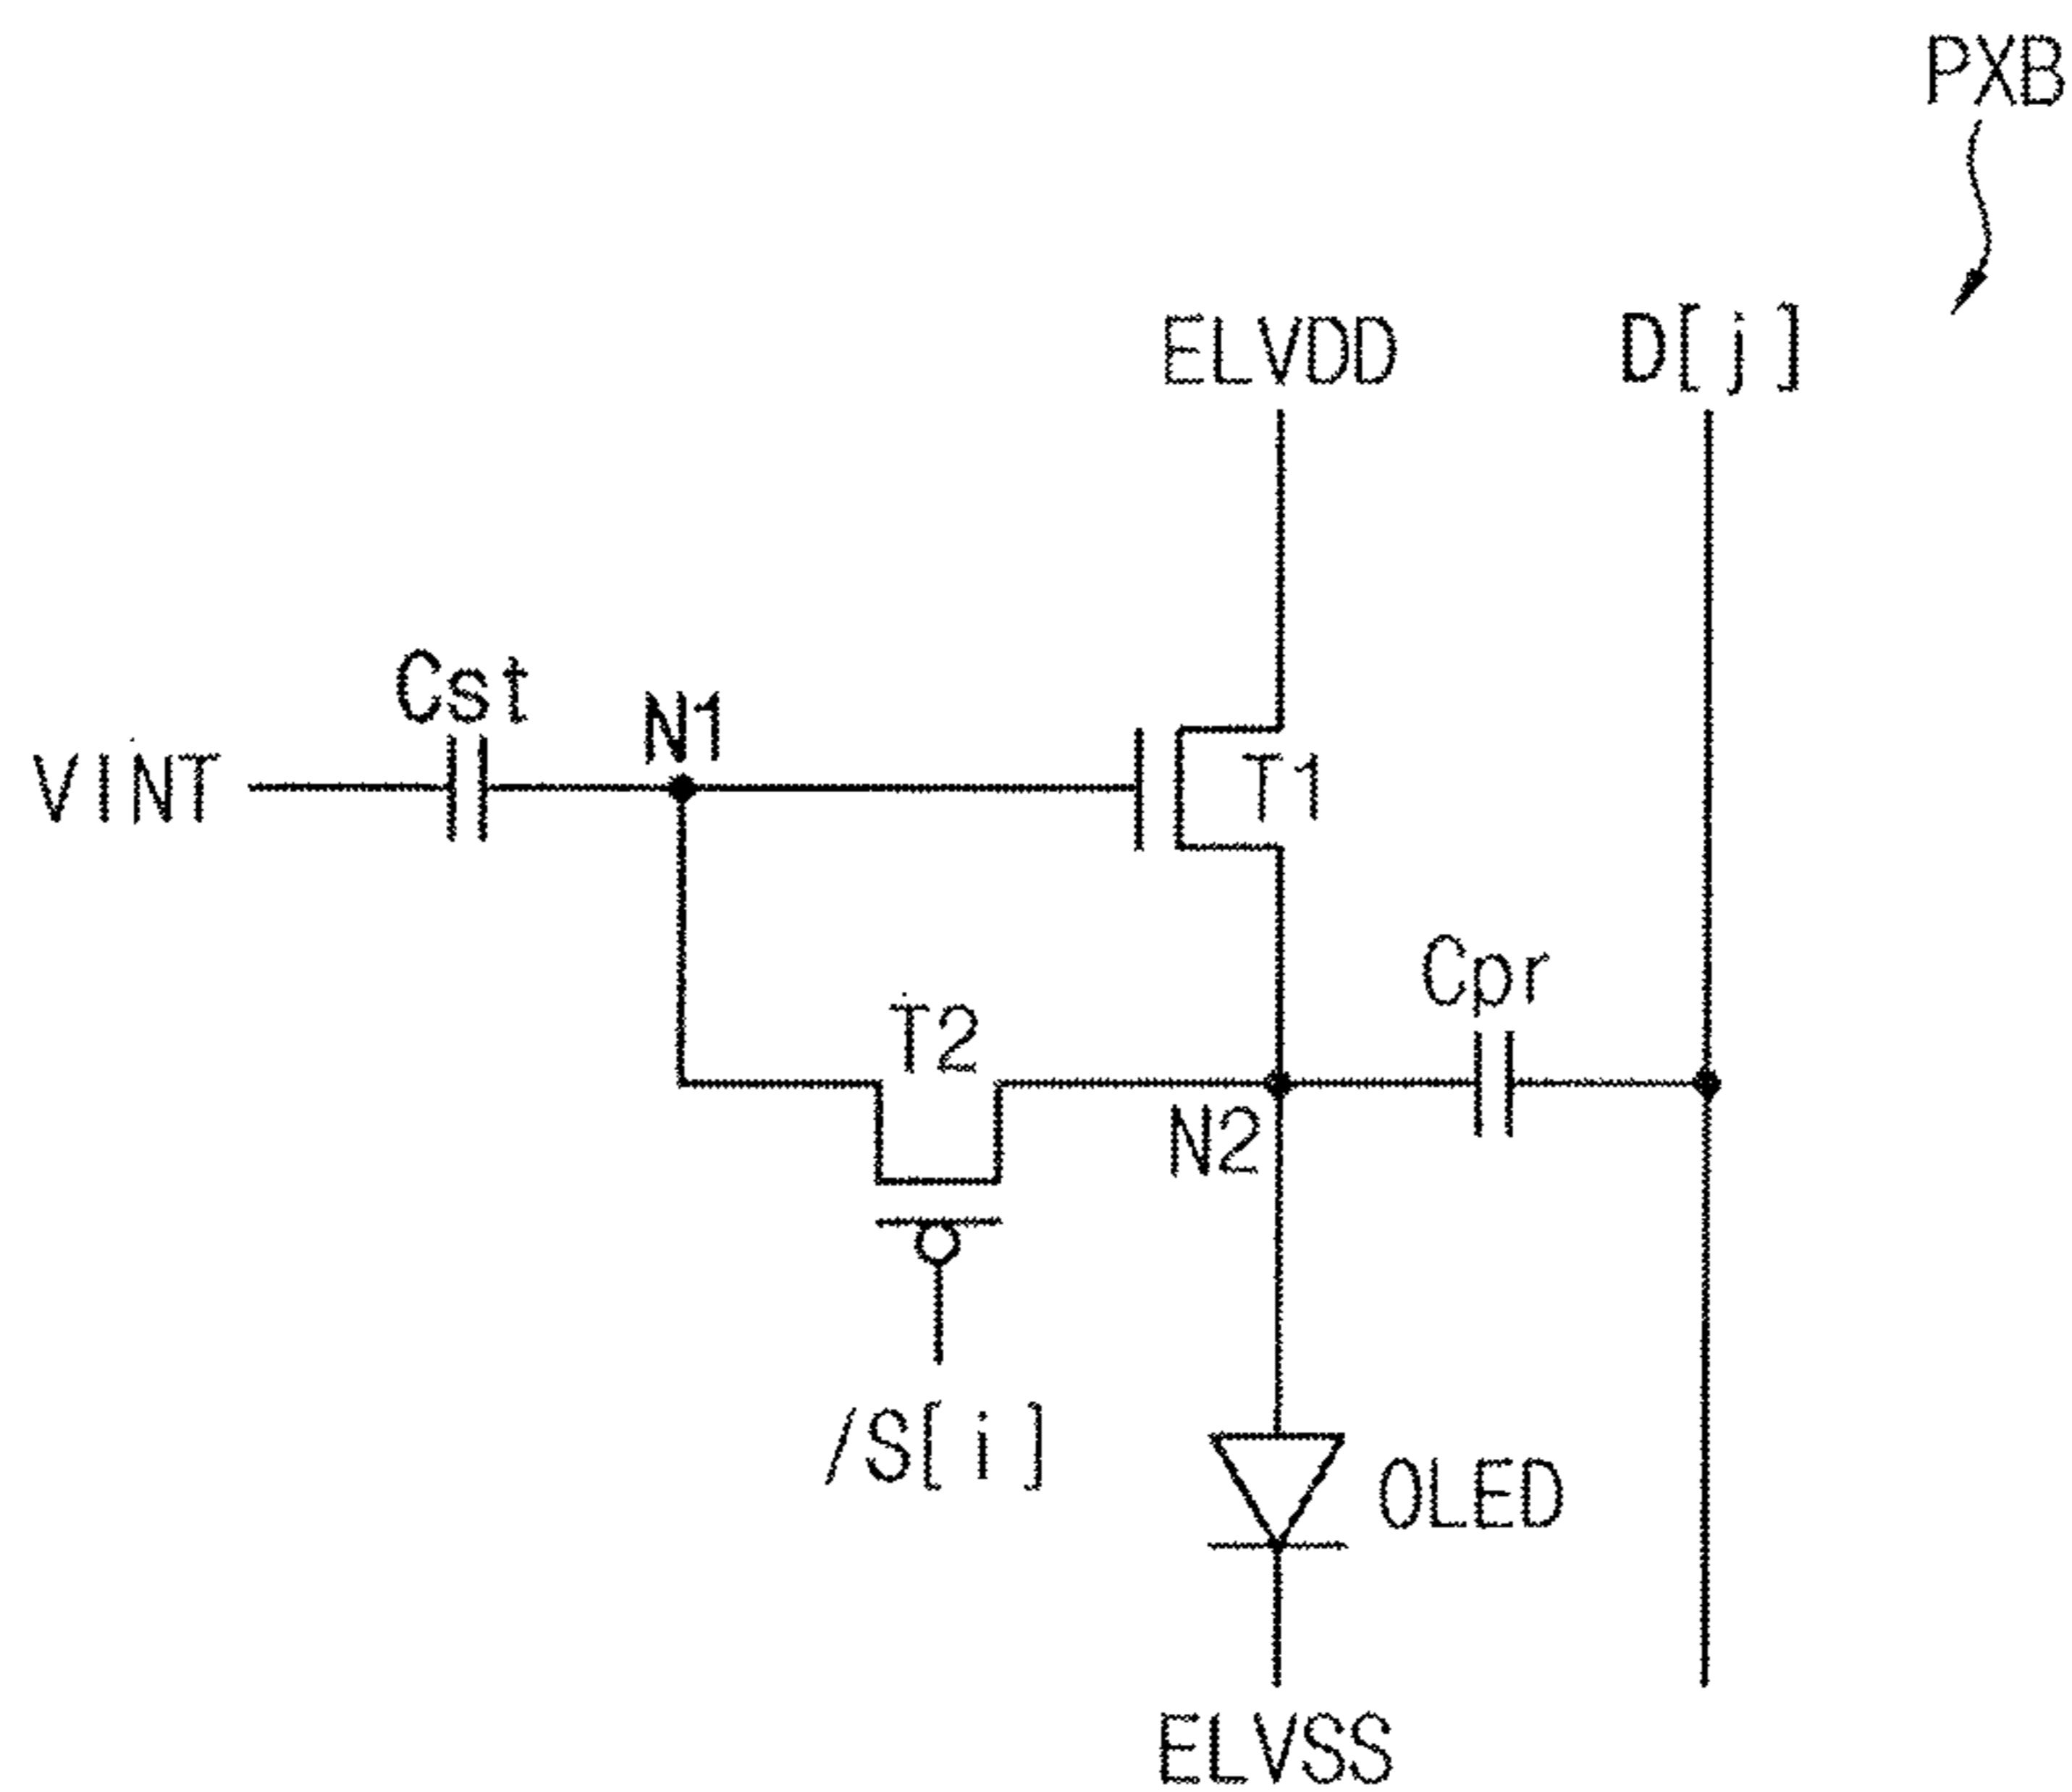 PXB
ELVDD
D[j]
Cst
N1
VINT
T1
Cpr
T2
N2
/S[i]
OLED
ELVSS